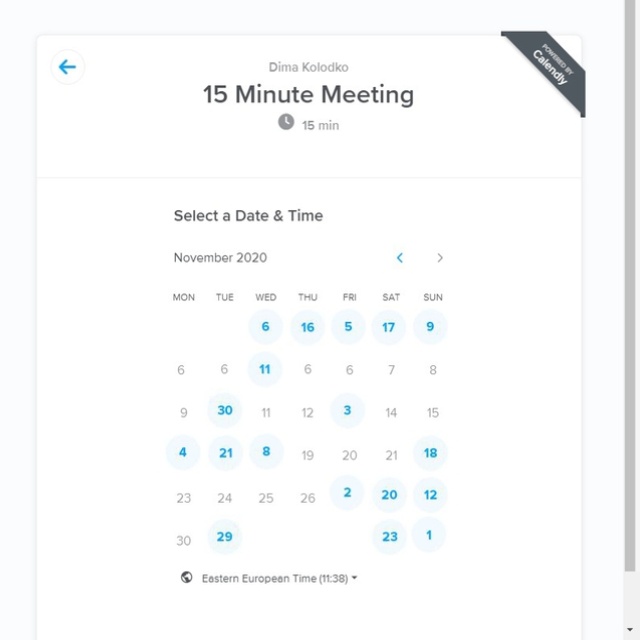 Dima Kolodko
15 Minute Meeting
15 min
POWERED BY
Calendly
Select a Date & Time
November 2020
MON TUE WED THU FRI SAT SUN
6 16 5 17 9
6 6 11 6 6 7 8
9 30 11 12 3 14 15
4 21 8 19 20 21 18
23 24 25 26 2 20 12
30 29 23 1
Eastern European Time (11:38)